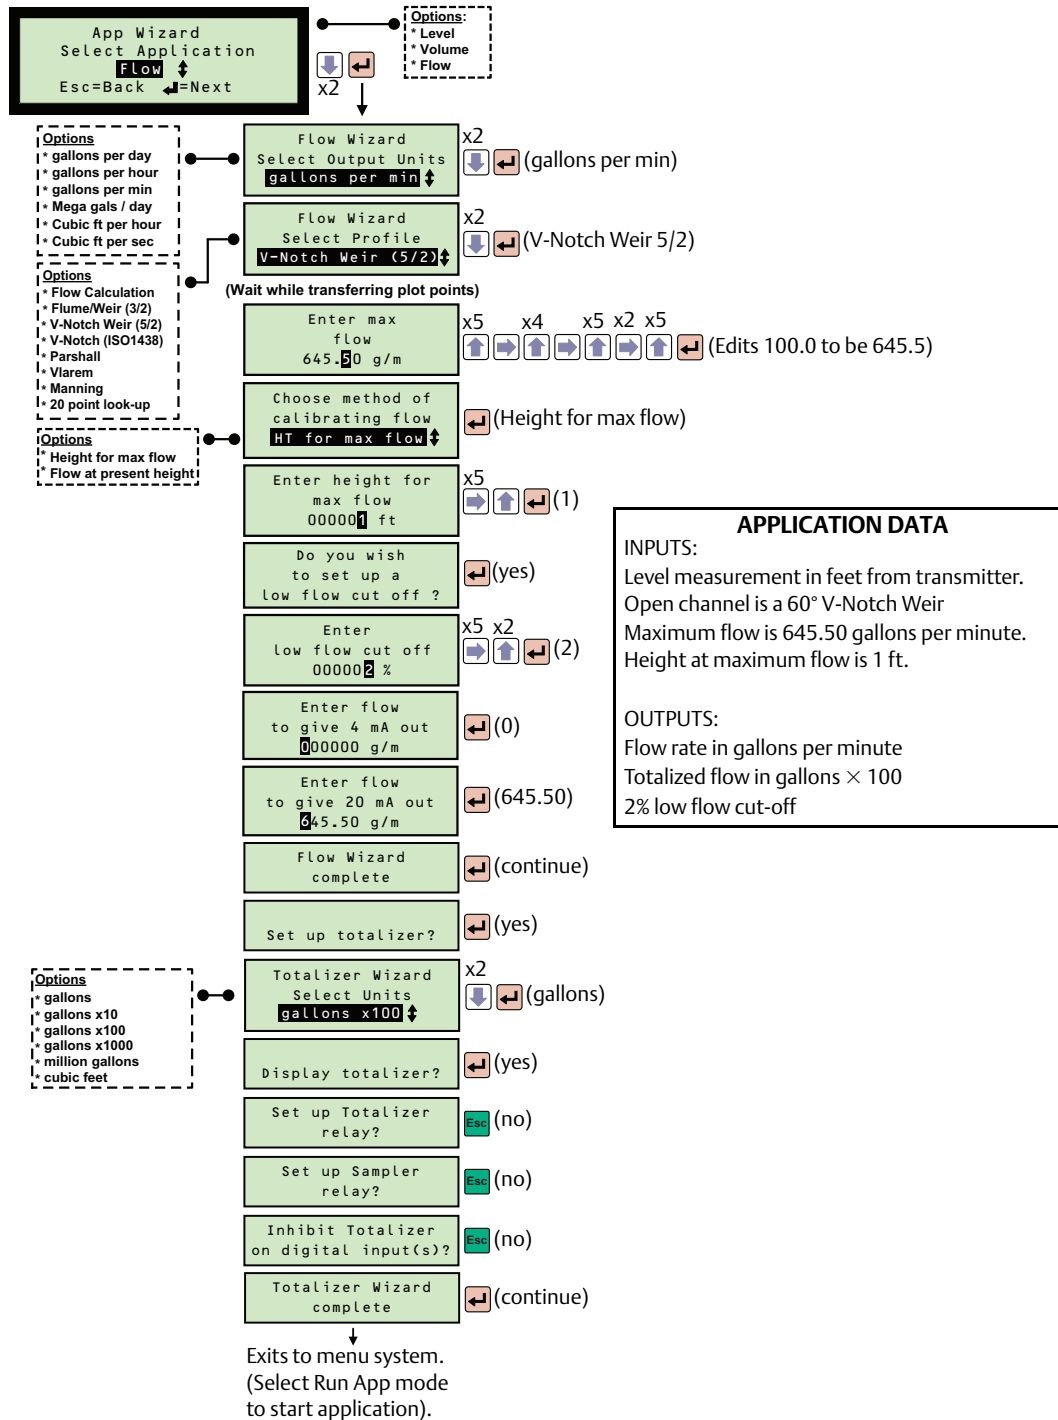 App Wizard
Select Application
Flow
Esc=Back =Next
Options:
* Level
* Volume
* Flow
x2
Options
* gallons per day
* gallons per hour
* gallons per min
* Mega gals / day
* Cubic ft per hour
* Cubic ft per sec
Flow Wizard
Select Output Units
gallons per min
x2
(gallons per min)
Flow Wizard
Select Profile
V-Notch Weir (5/2)
x2
(V-Notch Weir 5/2)
Options
* Flow Calculation
* Flume/Weir (3/2)
* V-Notch Weir (5/2)
* V-Notch (ISO1438)
* Parshall
* Vlarem
* Manning
* 20 point look-up
(Wait while transferring plot points)
Enter max
flow
645.50 g/m
x5 x4 x5 x2 x5
(Edits 100.0 to be 645.5)
Choose method of
calibrating flow
HT for max flow
(Height for max flow)
Options
* Height for max flow
* Flow at present height
Enter height for
max flow
000001 ft
x5
(1)
Do you wish
to set up a
low flow cut off ?
(yes)
Enter
low flow cut off
000002 %
x5 x2
(2)
Enter flow
to give 4 mA out
000000 g/m
(0)
Enter flow
to give 20 mA out
645.50 g/m
(645.50)
Flow Wizard
complete
(continue)
Set up totalizer?
(yes)
Options
* gallons
* gallons x10
* gallons x100
* gallons x1000
* million gallons
* cubic feet
Totalizer Wizard
Select Units
gallons x100
x2
(gallons)
Display totalizer?
(yes)
Set up Totalizer
relay?
Esc (no)
Set up Sampler
relay?
Esc (no)
Inhibit Totalizer
on digital input(s)?
Esc (no)
Totalizer Wizard
complete
(continue)
Exits to menu system.
(Select Run App mode
to start application).
APPLICATION DATA
INPUTS:
Level measurement in feet from transmitter.
Open channel is a 60° V-Notch Weir
Maximum flow is 645.50 gallons per minute.
Height at maximum flow is 1 ft.
OUTPUTS:
Flow rate in gallons per minute
Totalized flow in gallons × 100
2% low flow cut-off